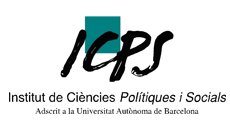 ICPS
Institut de Ciències Polítiques i Socials
Adscrit a la Universitat Autònoma de Barcelona